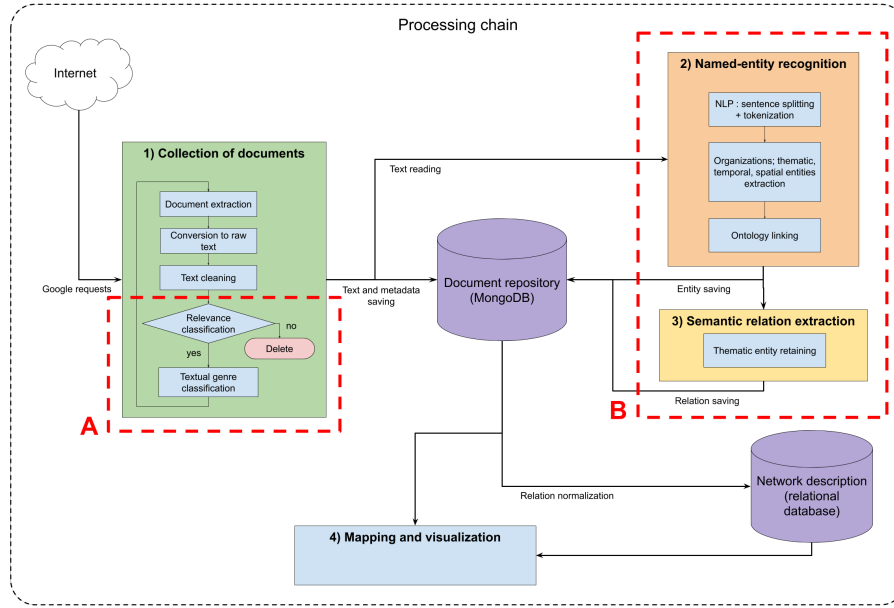 Processing chain
Internet
Google requests
1) Collection of documents
Document extraction
Conversion to raw
text
Text cleaning
Relevance
classification
no
Delete
yes
Textual genre
classification
A
Text reading
Text and metadata
saving
Document repository
(MongoDB)
2) Named-entity recognition
NLP : sentence splitting
+ tokenization
Organizations; thematic,
temporal, spatial entities
extraction
Ontology linking
Entity saving
3) Semantic relation extraction
Thematic entity retaining
Relation saving
B
Relation normalization
Network description
(relational
database)
4) Mapping and visualization